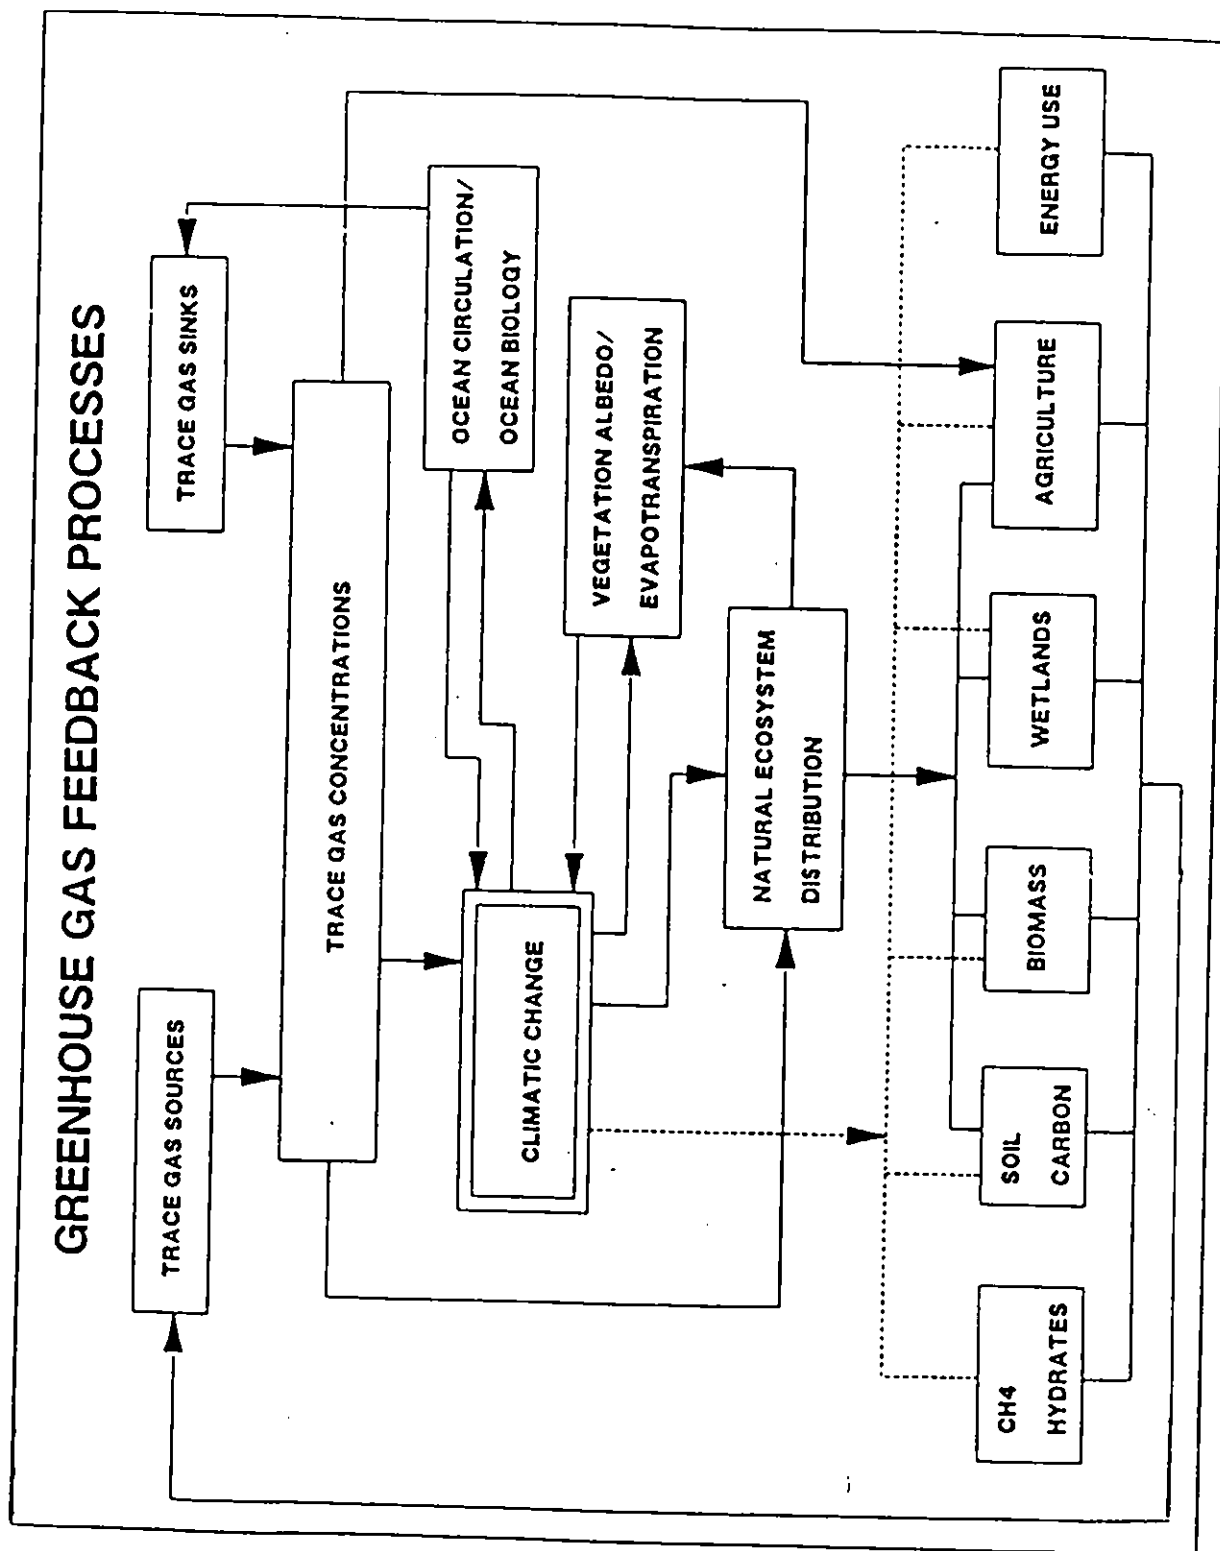 GREENHOUSE GAS FEEDBACK PROCESSES
TRACE GAS SOURCES
TRACE GAS SINKS
TRACE GAS CONCENTRATIONS
OCEAN CIRCULATION/
OCEAN BIOLOGY
CLIMATIC CHANGE
VEGETATION ALBEDO/
EVAPOTRANSPIRATION
NATURAL ECOSYSTEM
DISTRIBUTION
CH4
HYDRATES
SOIL
CARBON
BIOMASS
WETLANDS
AGRICULTURE
ENERGY USE